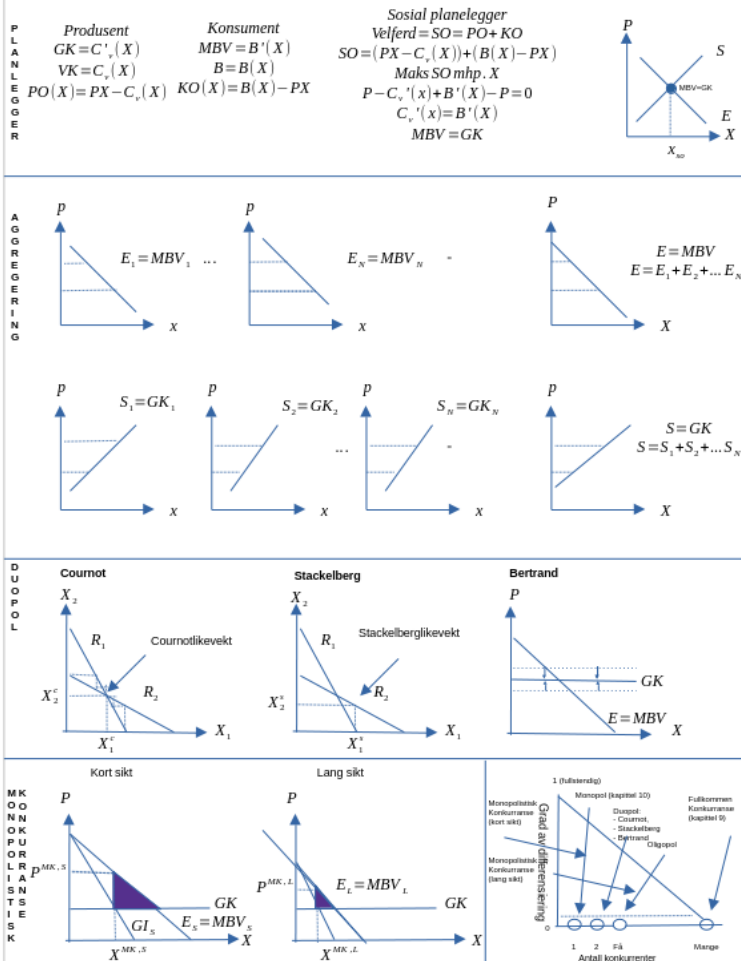 PLANLEGGER
Produsent
GK=C'ᵥ(X)
VK=Cᵥ(X)
PO(X)=PX−Cᵥ(X)
Konsument
MBV=B'(X)
B=B(X)
KO(X)=B(X)−PX
Sosial planelegger
Velferd=SO=PO+KO
SO=(PX−Cᵥ(X))+(B(X)−PX)
Maks SO mhp. X
P−Cᵥ'(x)+B'(X)−P=0
Cᵥ'(x)=B'(X)
MBV=GK
P
S
MBV=GK
E
X
x_so
AGGREGERING
p
E₁=MBV₁
...
x
p
E_N=MBV_N
x
P
E=MBV
E=E₁+E₂+...E_N
X
p
S₁=GK₁
x
p
S₂=GK₂
...
x
p
S_N=GK_N
x
p
S=GK
S=S₁+S₂+...S_N
X
DUOPOL
Cournot
X₂
R₁
Cournotlikevekt
R₂
X₂ᶜ
X₁ᶜ
X₁
Stackelberg
X₂
R₁
Stackelberglikevekt
R₂
X₂ˢ
X₁ˢ
X₁
Bertrand
P
GK
E=MBV
X
MONOPOLISTISK
KONKURRANSE
Kort sikt
P
P^MK,S
GK
GI_S
E_S=MBV_S
X
X^MK,S
Lang sikt
P
P^MK,L
E_L=MBV_L
GK
X
X^MK,L
1 (fullstendig)
Grad av differensiering
Monopolistisk
Konkurranse
(kort sikt)
Monopolistisk
Konkurranse
(lang sikt)
Monopol (kapittel 10)
Duopol:
- Cournot,
- Stackelberg
- Bertrand
Oligopol
Fullkommen
Konkurranse
(kapittel 9)
0
1 2 Få Mange
Antall konkurrenter